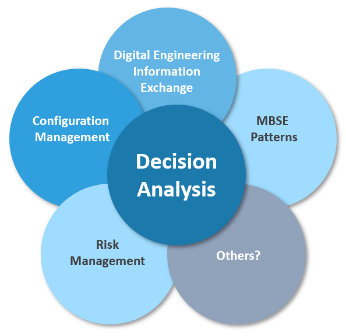 Digital Engineering
Information
Exchange
Configuration
Management
MBSE
Patterns
Decision
Analysis
Risk
Management
Others?